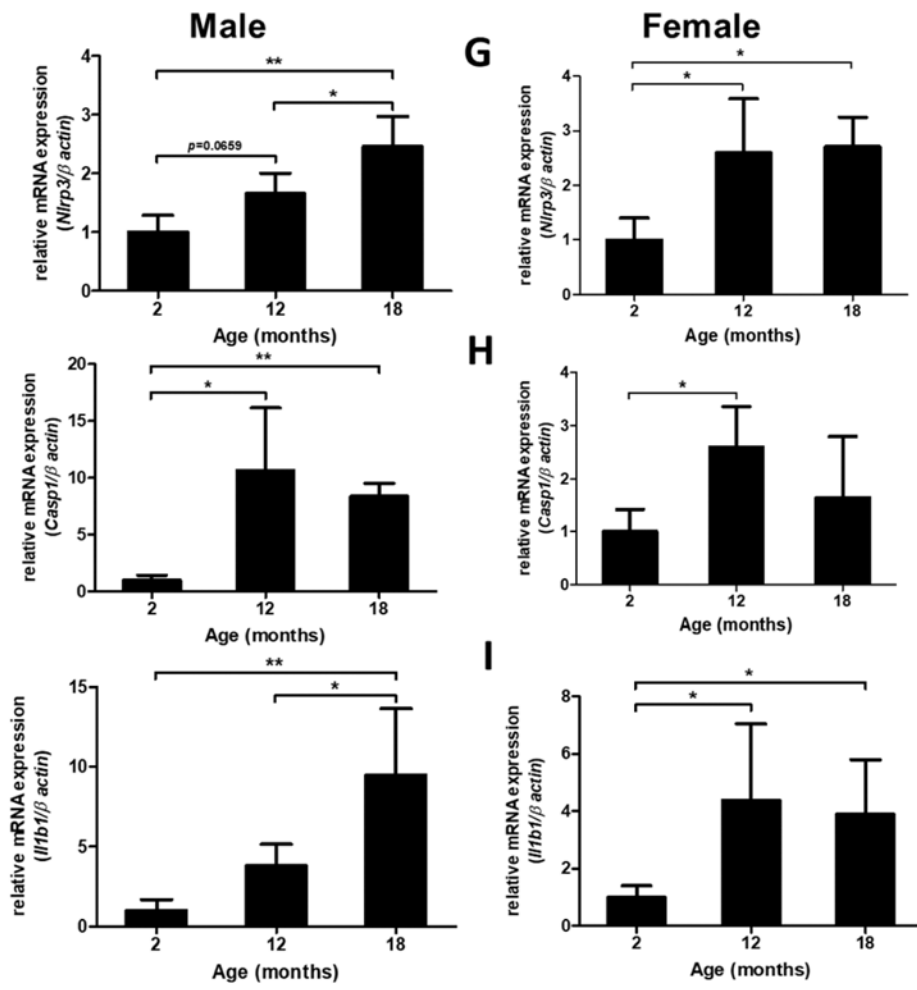 Male
Female
G
relative mRNA expression
(Nlrp3/β actin)
4
3
2
1
0
**
*
p=0.0659
2 12 18
Age (months)
relative mRNA expression
(Nlrp3/β actin)
4
3
2
1
0
*
*
2 12 18
Age (months)
H
relative mRNA expression
(Casp1/β actin)
20
15
10
5
0
**
*
2 12 18
Age (months)
relative mRNA expression
(Casp1/β actin)
4
3
2
1
0
*
2 12 18
Age (months)
I
relative mRNA expression
(Il1b1/β actin)
15
10
5
0
**
*
2 12 18
Age (months)
relative mRNA expression
(Il1b1/β actin)
8
6
4
2
0
*
*
2 12 18
Age (months)